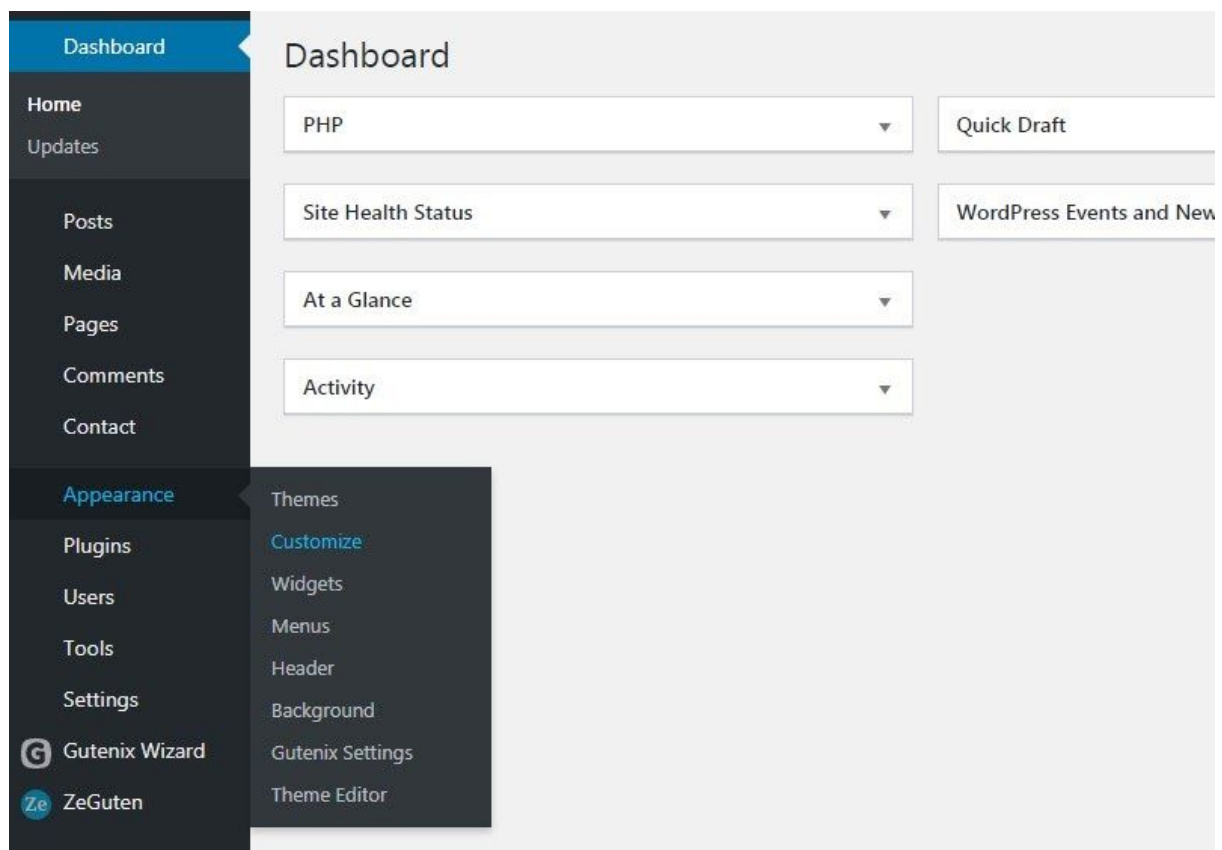 Dashboard
Home
Updates
Posts
Media
Pages
Comments
Contact
Appearance
Plugins
Users
Tools
Settings
G Gutenix Wizard
Ze ZeGuten
Themes
Customize
Widgets
Menus
Header
Background
Gutenix Settings
Theme Editor
Dashboard
PHP
Site Health Status
At a Glance
Activity
Quick Draft
WordPress Events and New